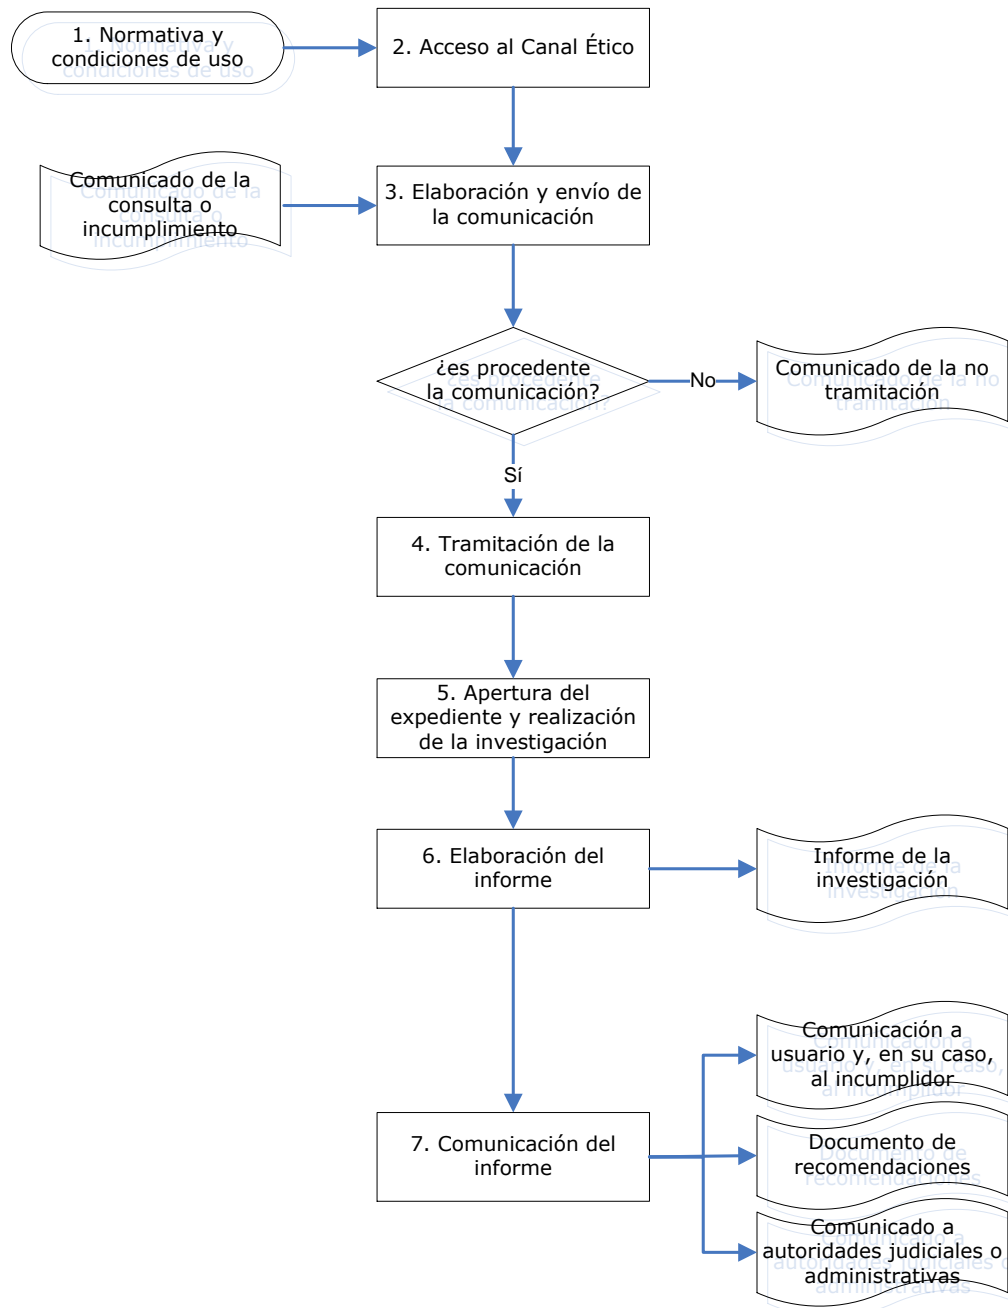 1. Normativa y
condiciones de uso
2. Acceso al Canal Ético
Comunicado de la
consulta o
incumplimiento
3. Elaboración y envío de
la comunicación
¿es procedente
la comunicación?
No
Comunicado de la no
tramitación
Sí
4. Tramitación de la
comunicación
5. Apertura del
expediente y realización
de la investigación
6. Elaboración del
informe
Informe de la
investigación
Comunicación a
usuario y, en su caso,
al incumplidor
7. Comunicación del
informe
Documento de
recomendaciones
Comunicado a
autoridades judiciales o
administrativas